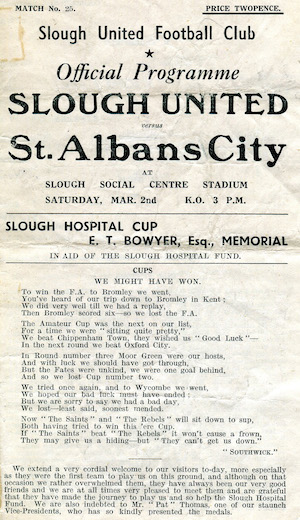 MATCH No. 25.
PRICE TWOPENCE.
Slough United Football Club
★
Official Programme
SLOUGH UNITED
versus
St. Albans City
AT
SLOUGH SOCIAL CENTRE STADIUM
SATURDAY, MAR. 2nd K.O. 3 P.M.
SLOUGH HOSPITAL CUP
E. T. BOWYER, Esq., MEMORIAL
IN AID OF THE SLOUGH HOSPITAL FUND.
CUPS
WE MIGHT HAVE WON.
To win the F.A. to Bromley we went,
You've heard of our trip down to Bromley in Kent;
We did very well till we had a replay,
Then Bromley scored six—so we lost the F.A.
The Amateur Cup was the next on our list,
For a time we were "sitting quite pretty,"
We beat Chippenham Town, they wished us "Good Luck"—
In the next round we beat Oxford City.
In Round number three Moor Green were our hosts,
And with luck we should have got through,
But the Fates were unkind, we were one goal behind,
And so we lost Cup number two.
We tried once again, and to Wycombe we went,
We hoped our bad luck must have ended:
But we are sorry to say we had a bad day,
We lost—least said, soonest mended.
Now "The Saints" and "The Rebels" will sit down to sup,
Both having tried to win this 'ere Cup.
If "The Saints" beat "The Rebels" it won't cause a frown,
They may give us a hiding—but "They can't get us down."
"SOUTHWICK."
We extend a very cordial welcome to our visitors to-day, more especially
as they were the first team to play us on this ground, and although on that
occasion we rather overwhelmed them, they have always been our very good
friends and we are at all times very pleased to meet them and are grateful
that they have made the journey to play us and so help the Slough Hospital
Fund. We are also indebted to Mr. "Pat" Thomas, one of our staunch
Vice-Presidents, who has so kindly presented the medals.